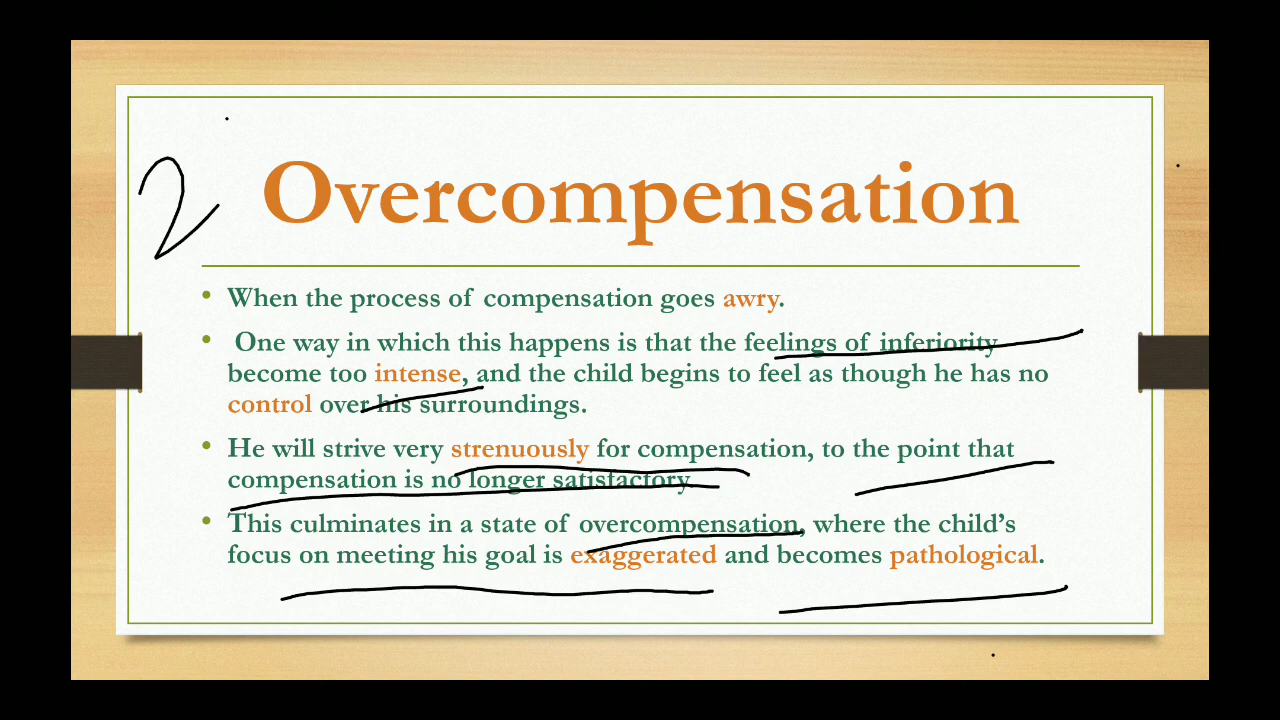 2
Overcompensation
• When the process of compensation goes awry.
• One way in which this happens is that the feelings of inferiority
become too intense, and the child begins to feel as though he has no
control over his surroundings.
• He will strive very strenuously for compensation, to the point that
compensation is no longer satisfactory.
• This culminates in a state of overcompensation, where the child's
focus on meeting his goal is exaggerated and becomes pathological.